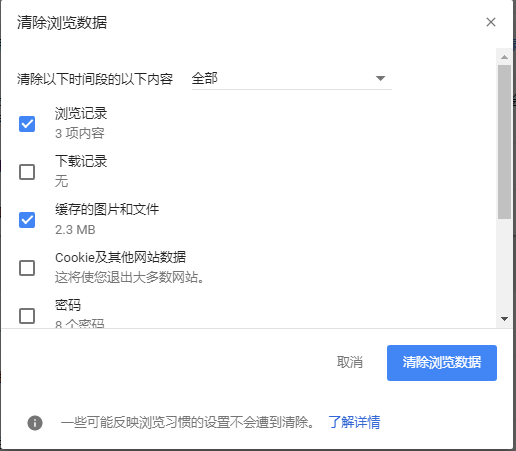 清除浏览数据
清除以下时间段的以下内容 全部
浏览记录
3 项内容
下载记录
无
缓存的图片和文件
2.3 MB
Cookie及其他网站数据
这将使您退出大多数网站。
密码
8 个密码
取消 清除浏览数据
一些可能反映浏览习惯的设置不会遭到清除。 了解详情